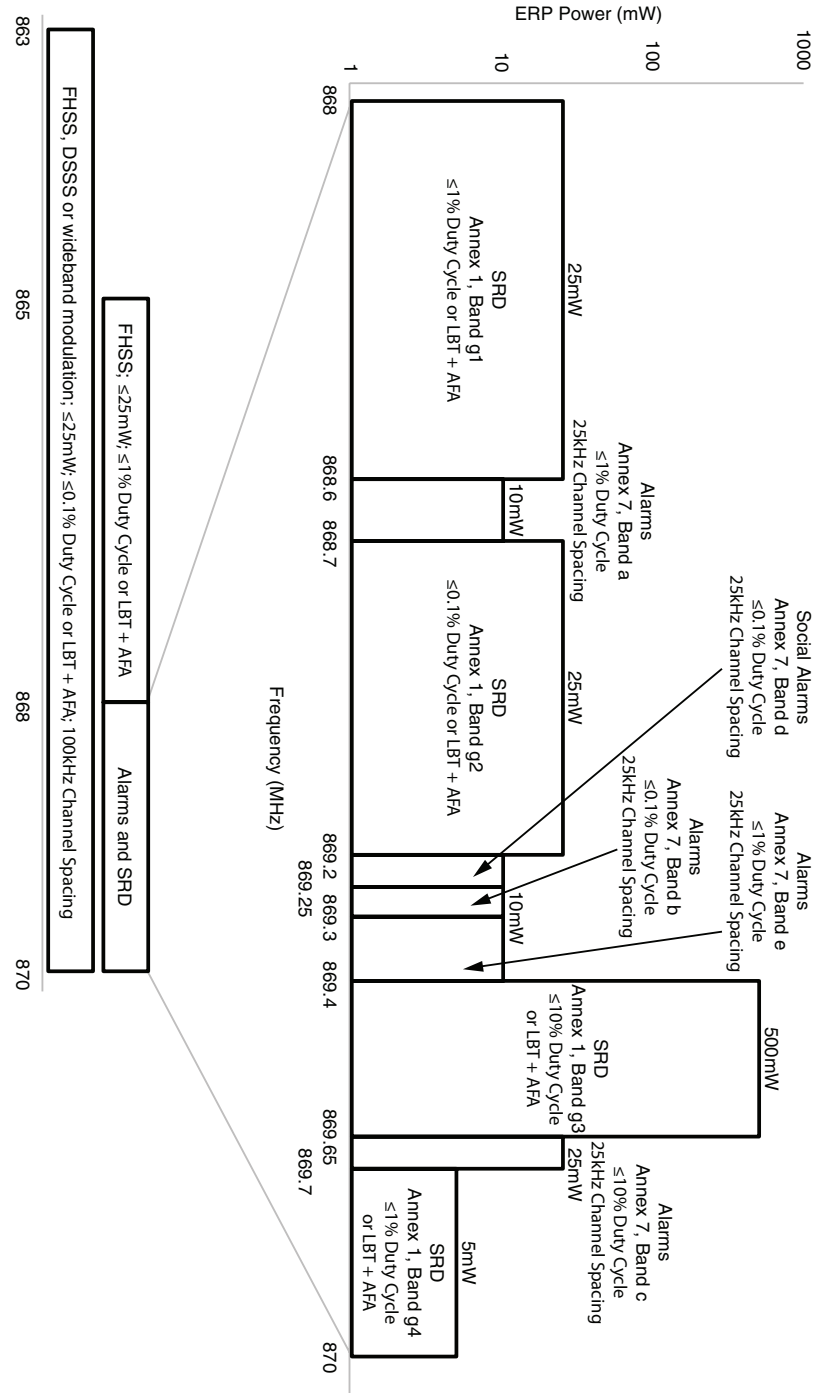 ERP Power (mW)
1000
100
10
1
Social Alarms
Annex 7, Band d
≤0.1% Duty Cycle
25kHz Channel Spacing
Alarms
Annex 7, Band e
≤1% Duty Cycle
25kHz Channel Spacing
Alarms
Annex 7, Band b
≤0.1% Duty Cycle
25kHz Channel Spacing
Alarms
Annex 7, Band a
≤1% Duty Cycle
25kHz Channel Spacing
Alarms
Annex 7, Band c
≤10% Duty Cycle
25kHz Channel Spacing
25mW
10mW
25mW
10mW
500mW
25mW
5mW
SRD
Annex 1, Band g1
≤1% Duty Cycle or LBT + AFA
SRD
Annex 1, Band g2
≤0.1% Duty Cycle or LBT + AFA
SRD
Annex 1, Band g3
≤10% Duty Cycle
or LBT + AFA
SRD
Annex 1, Band g4
≤1% Duty Cycle
or LBT + AFA
868
868.6
868.7
869.2
869.25
869.3
869.4
869.65
869.7
870
Frequency (MHz)
FHSS; ≤25mW; ≤1% Duty Cycle or LBT + AFA
Alarms and SRD
FHSS, DSSS or wideband modulation; ≤25mW; ≤0.1% Duty Cycle or LBT + AFA; 100kHz Channel Spacing
863
865
868
870